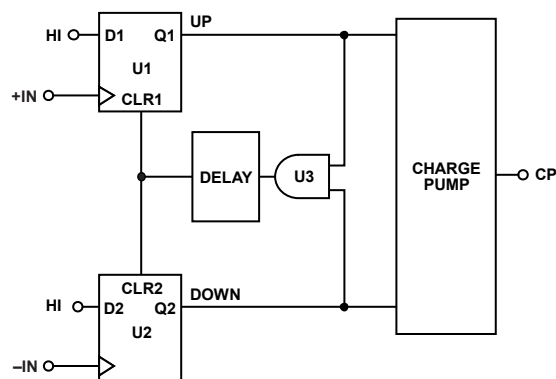 UP
HI
D1
Q1
U1
+IN
CLR1
DELAY
U3
CHARGE
PUMP
CP
CLR2
DOWN
HI
D2
Q2
U2
–IN